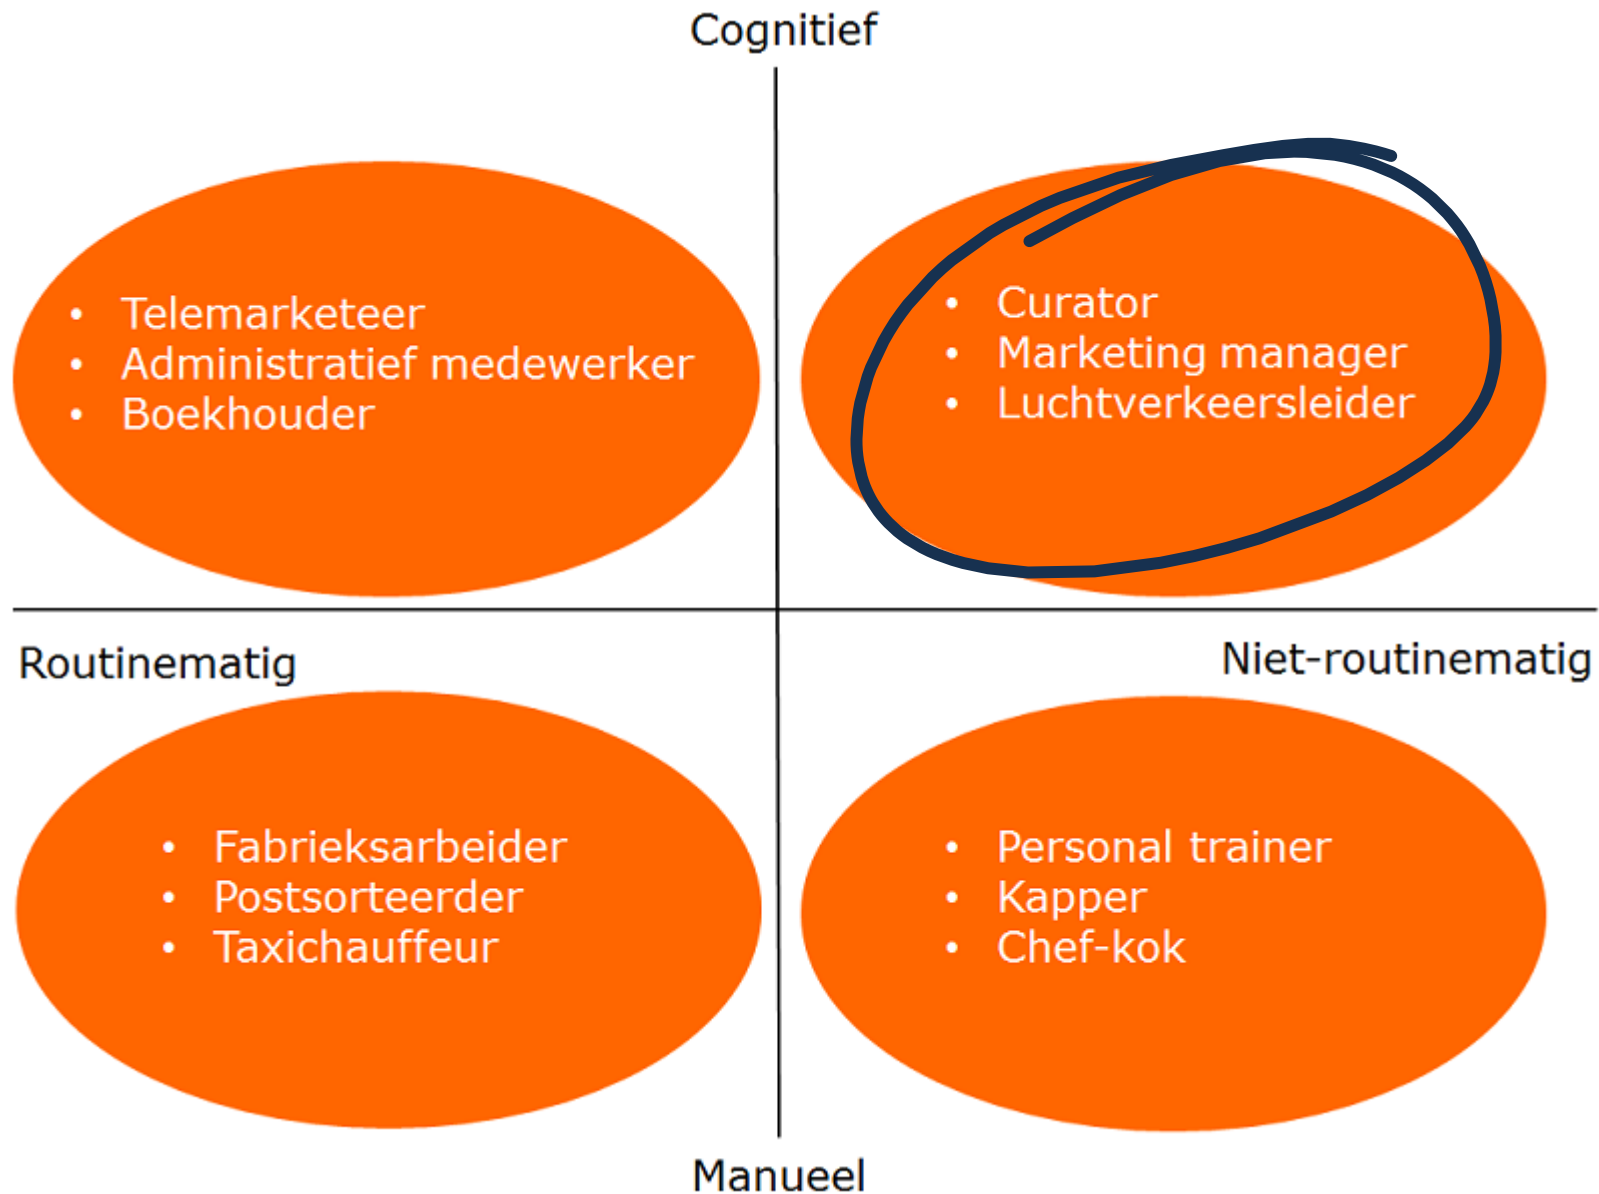 Cognitief
• Telemarketeer
• Administratief medewerker
• Boekhouder
• Curator
• Marketing manager
• Luchtverkeersleider
Routinematig
Niet-routinematig
• Fabrieksarbeider
• Postsorteerder
• Taxichauffeur
• Personal trainer
• Kapper
• Chef-kok
Manueel